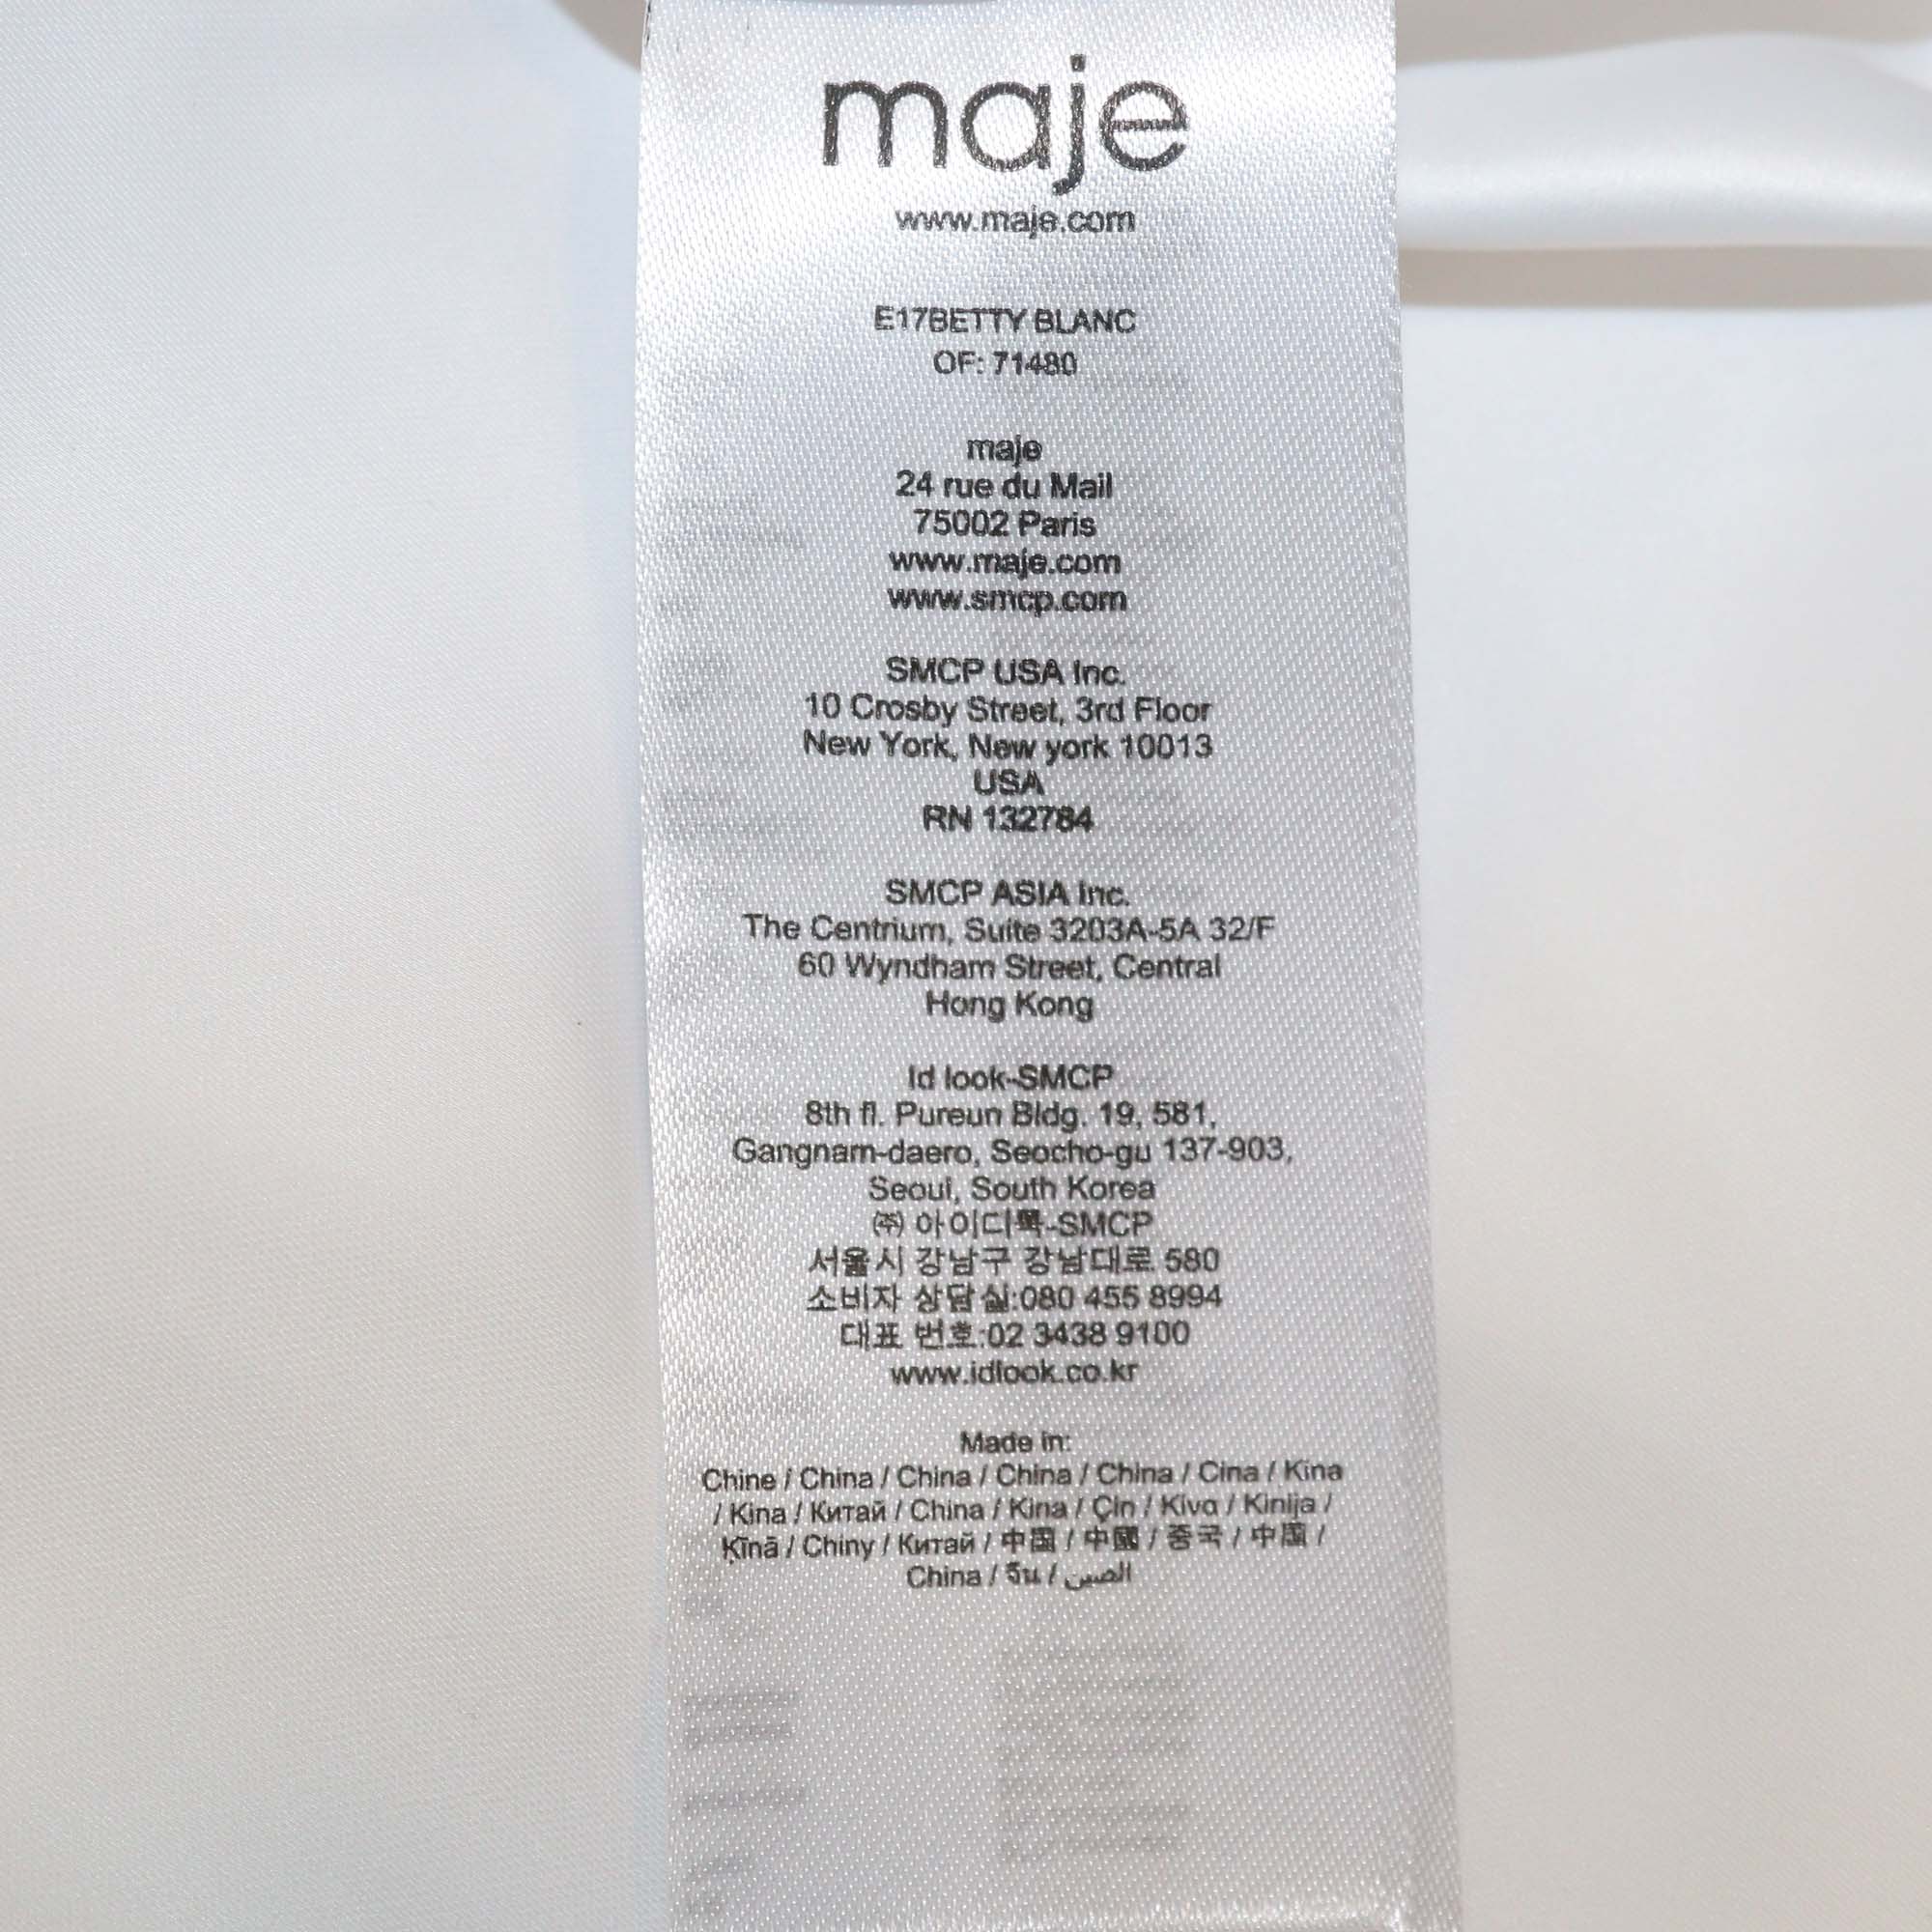 maje
www.maje.com
E17BETTY BLANC
OF: 71480
maje
24 rue du Mail
75002 Paris
www.maje.com
www.smcp.com
SMCP USA Inc.
10 Crosby Street, 3rd Floor
New York, New york 10013
USA
RN 132784
SMCP ASIA Inc.
The Centrium, Suite 3203A-5A 32/F
60 Wyndham Street, Central
Hong Kong
Id look-SMCP
8th fl. Pureun Bldg. 19, 581,
Gangnam-daero, Seocho-gu 137-903,
Seoul, South Korea
㈜ 아이디룩-SMCP
서울시 강남구 강남대로 580
소비자 상담실:080 455 8994
대표 번호:02 3438 9100
www.idlook.co.kr
Made in:
Chine / China / China / China / China / Cina / Kina
/ Kina / Китай / China / Kina / Çin / Κίνα / Kinija /
Ķīnā / Chiny / Китай / 中国 / 中國 / 중국 / 中国 /
China / จีน / الصين